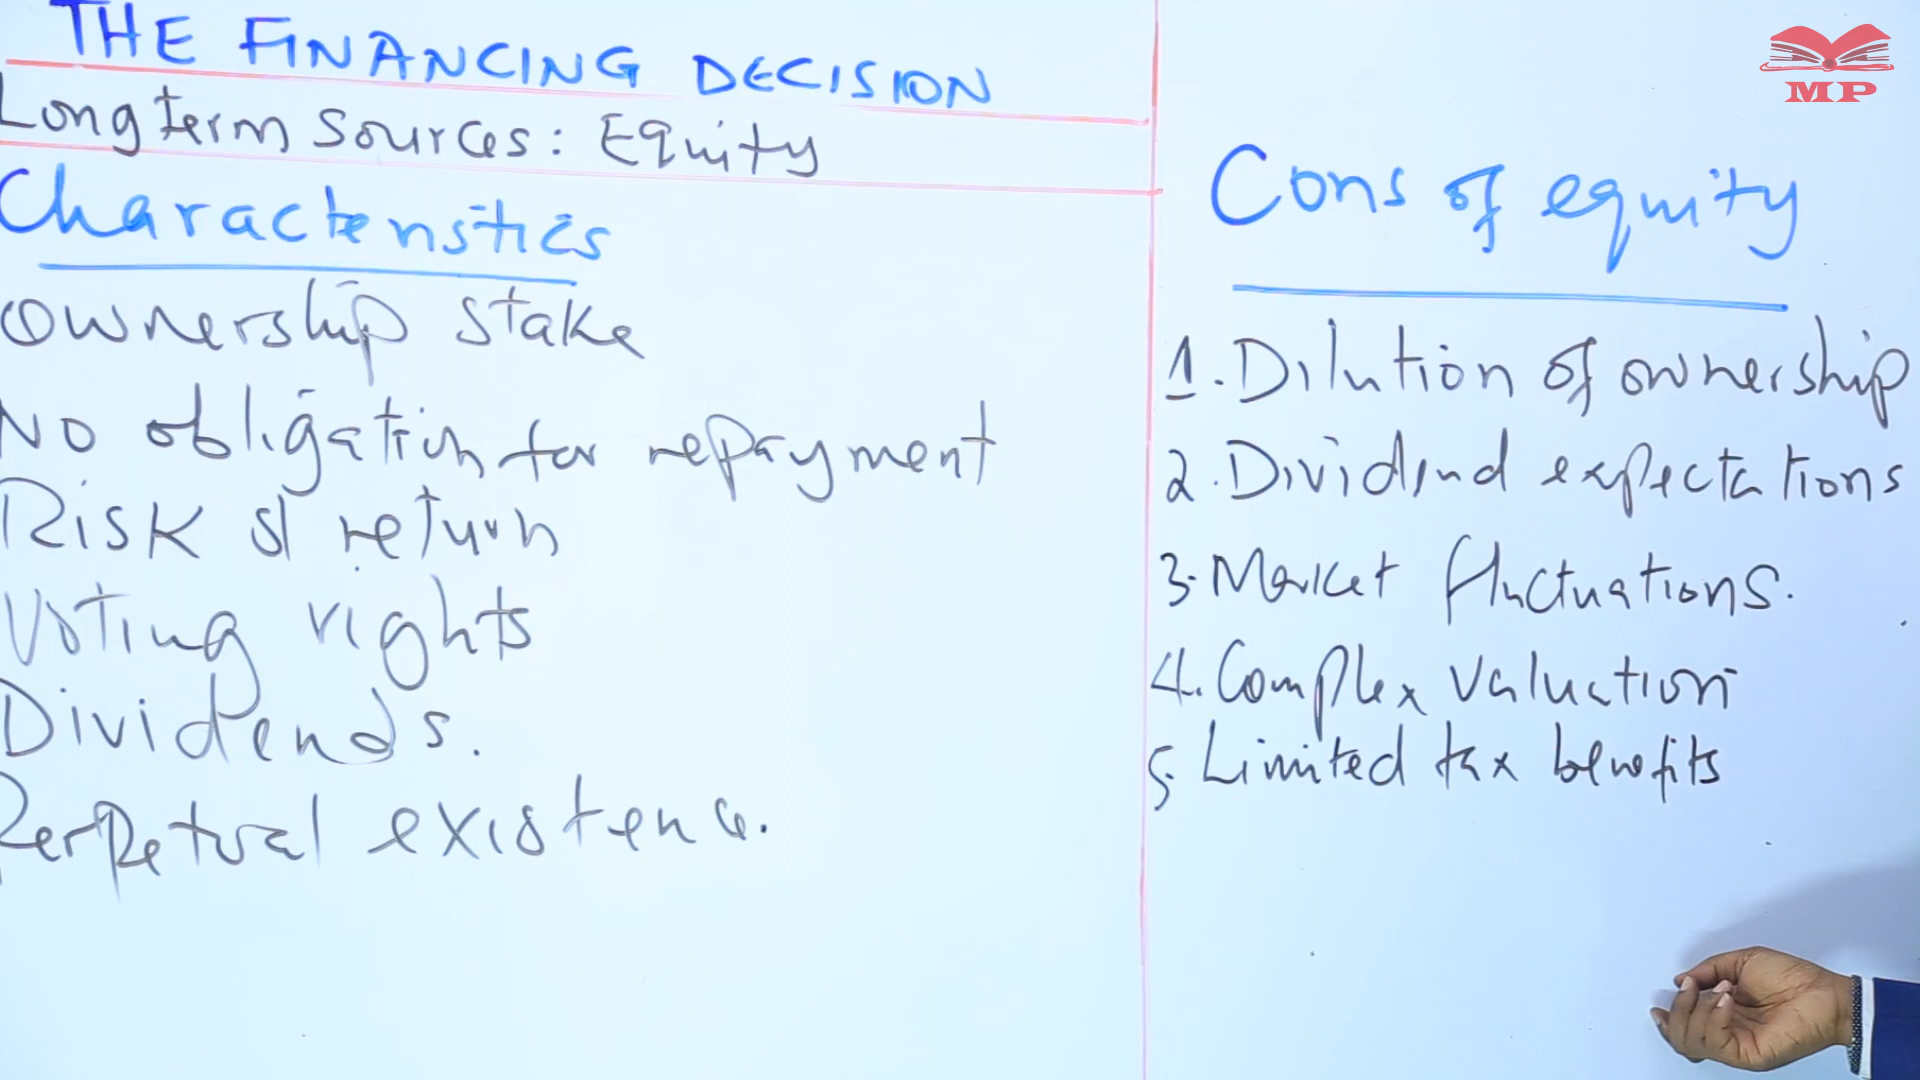 THE FINANCING DECISION
Long term sources: Equity
Characteristics
Ownership stake
No obligation for repayment
Risk & return
Voting rights
Dividends.
Perpetual existence.
MP
Cons of equity
1. Dilution of ownership
2. Dividend expectations
3. Market fluctuations.
4. Complex valuation
5. Limited tax benefits